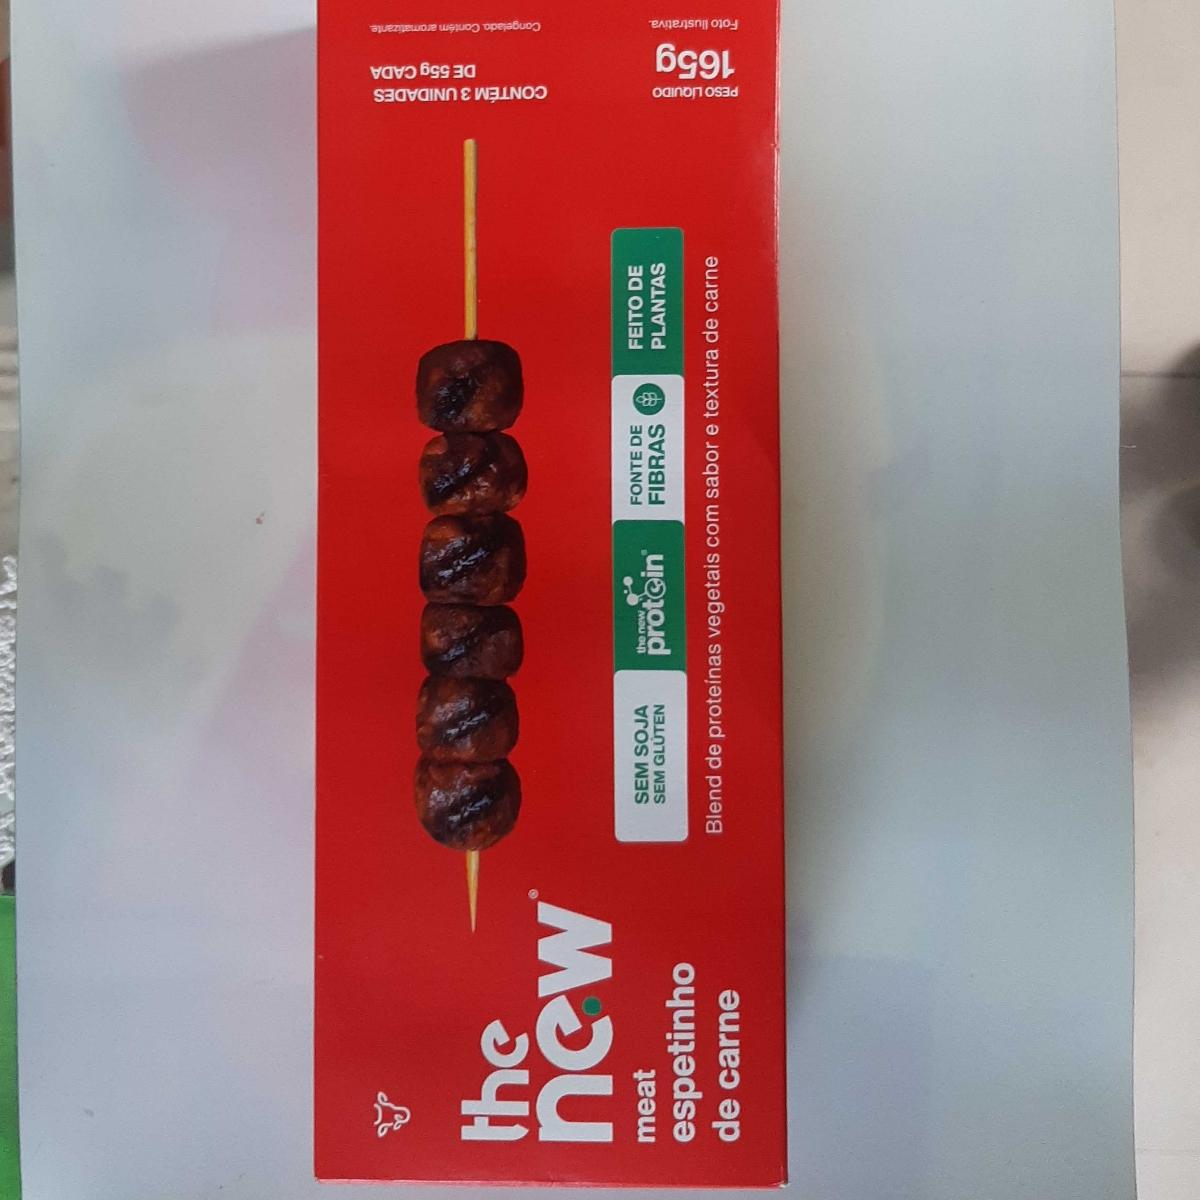 the
new
meat
espetinho
de carne
SEM SOJA
SEM GLÚTEN
the new
protein
FONTE DE
FIBRAS
FEITO DE
PLANTAS
Blend de proteínas vegetais com sabor e textura de carne
CONTÉM 3 UNIDADES
DE 55g CADA
Congelado. Contém aromatizante.
PESO LÍQUIDO
165g
Foto Ilustrativa.